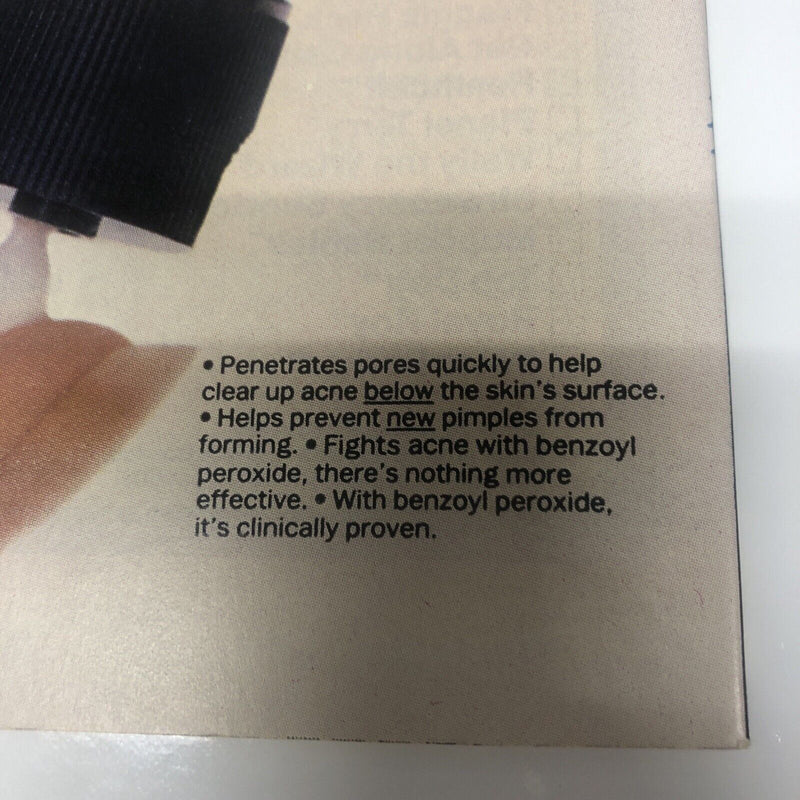 • Penetrates pores quickly to help
clear up acne below the skin's surface.
• Helps prevent new pimples from
forming. • Fights acne with benzoyl
peroxide, there's nothing more
effective. • With benzoyl peroxide,
it's clinically proven.